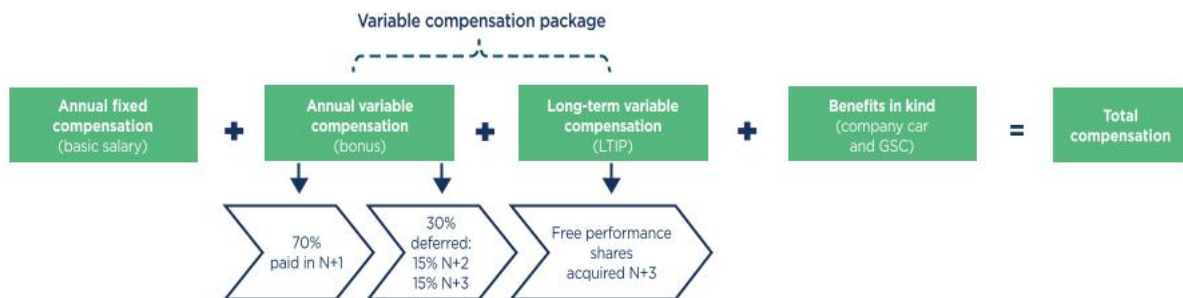 Variable compensation package
Annual fixed
compensation
(basic salary)
+
Annual variable
compensation
(bonus)
+
Long-term variable
compensation
(LTIP)
+
Benefits in kind
(company car
and GSC)
=
Total
compensation
70%
paid in N+1
30%
deferred:
15% N+2
15% N+3
Free performance
shares
acquired N+3